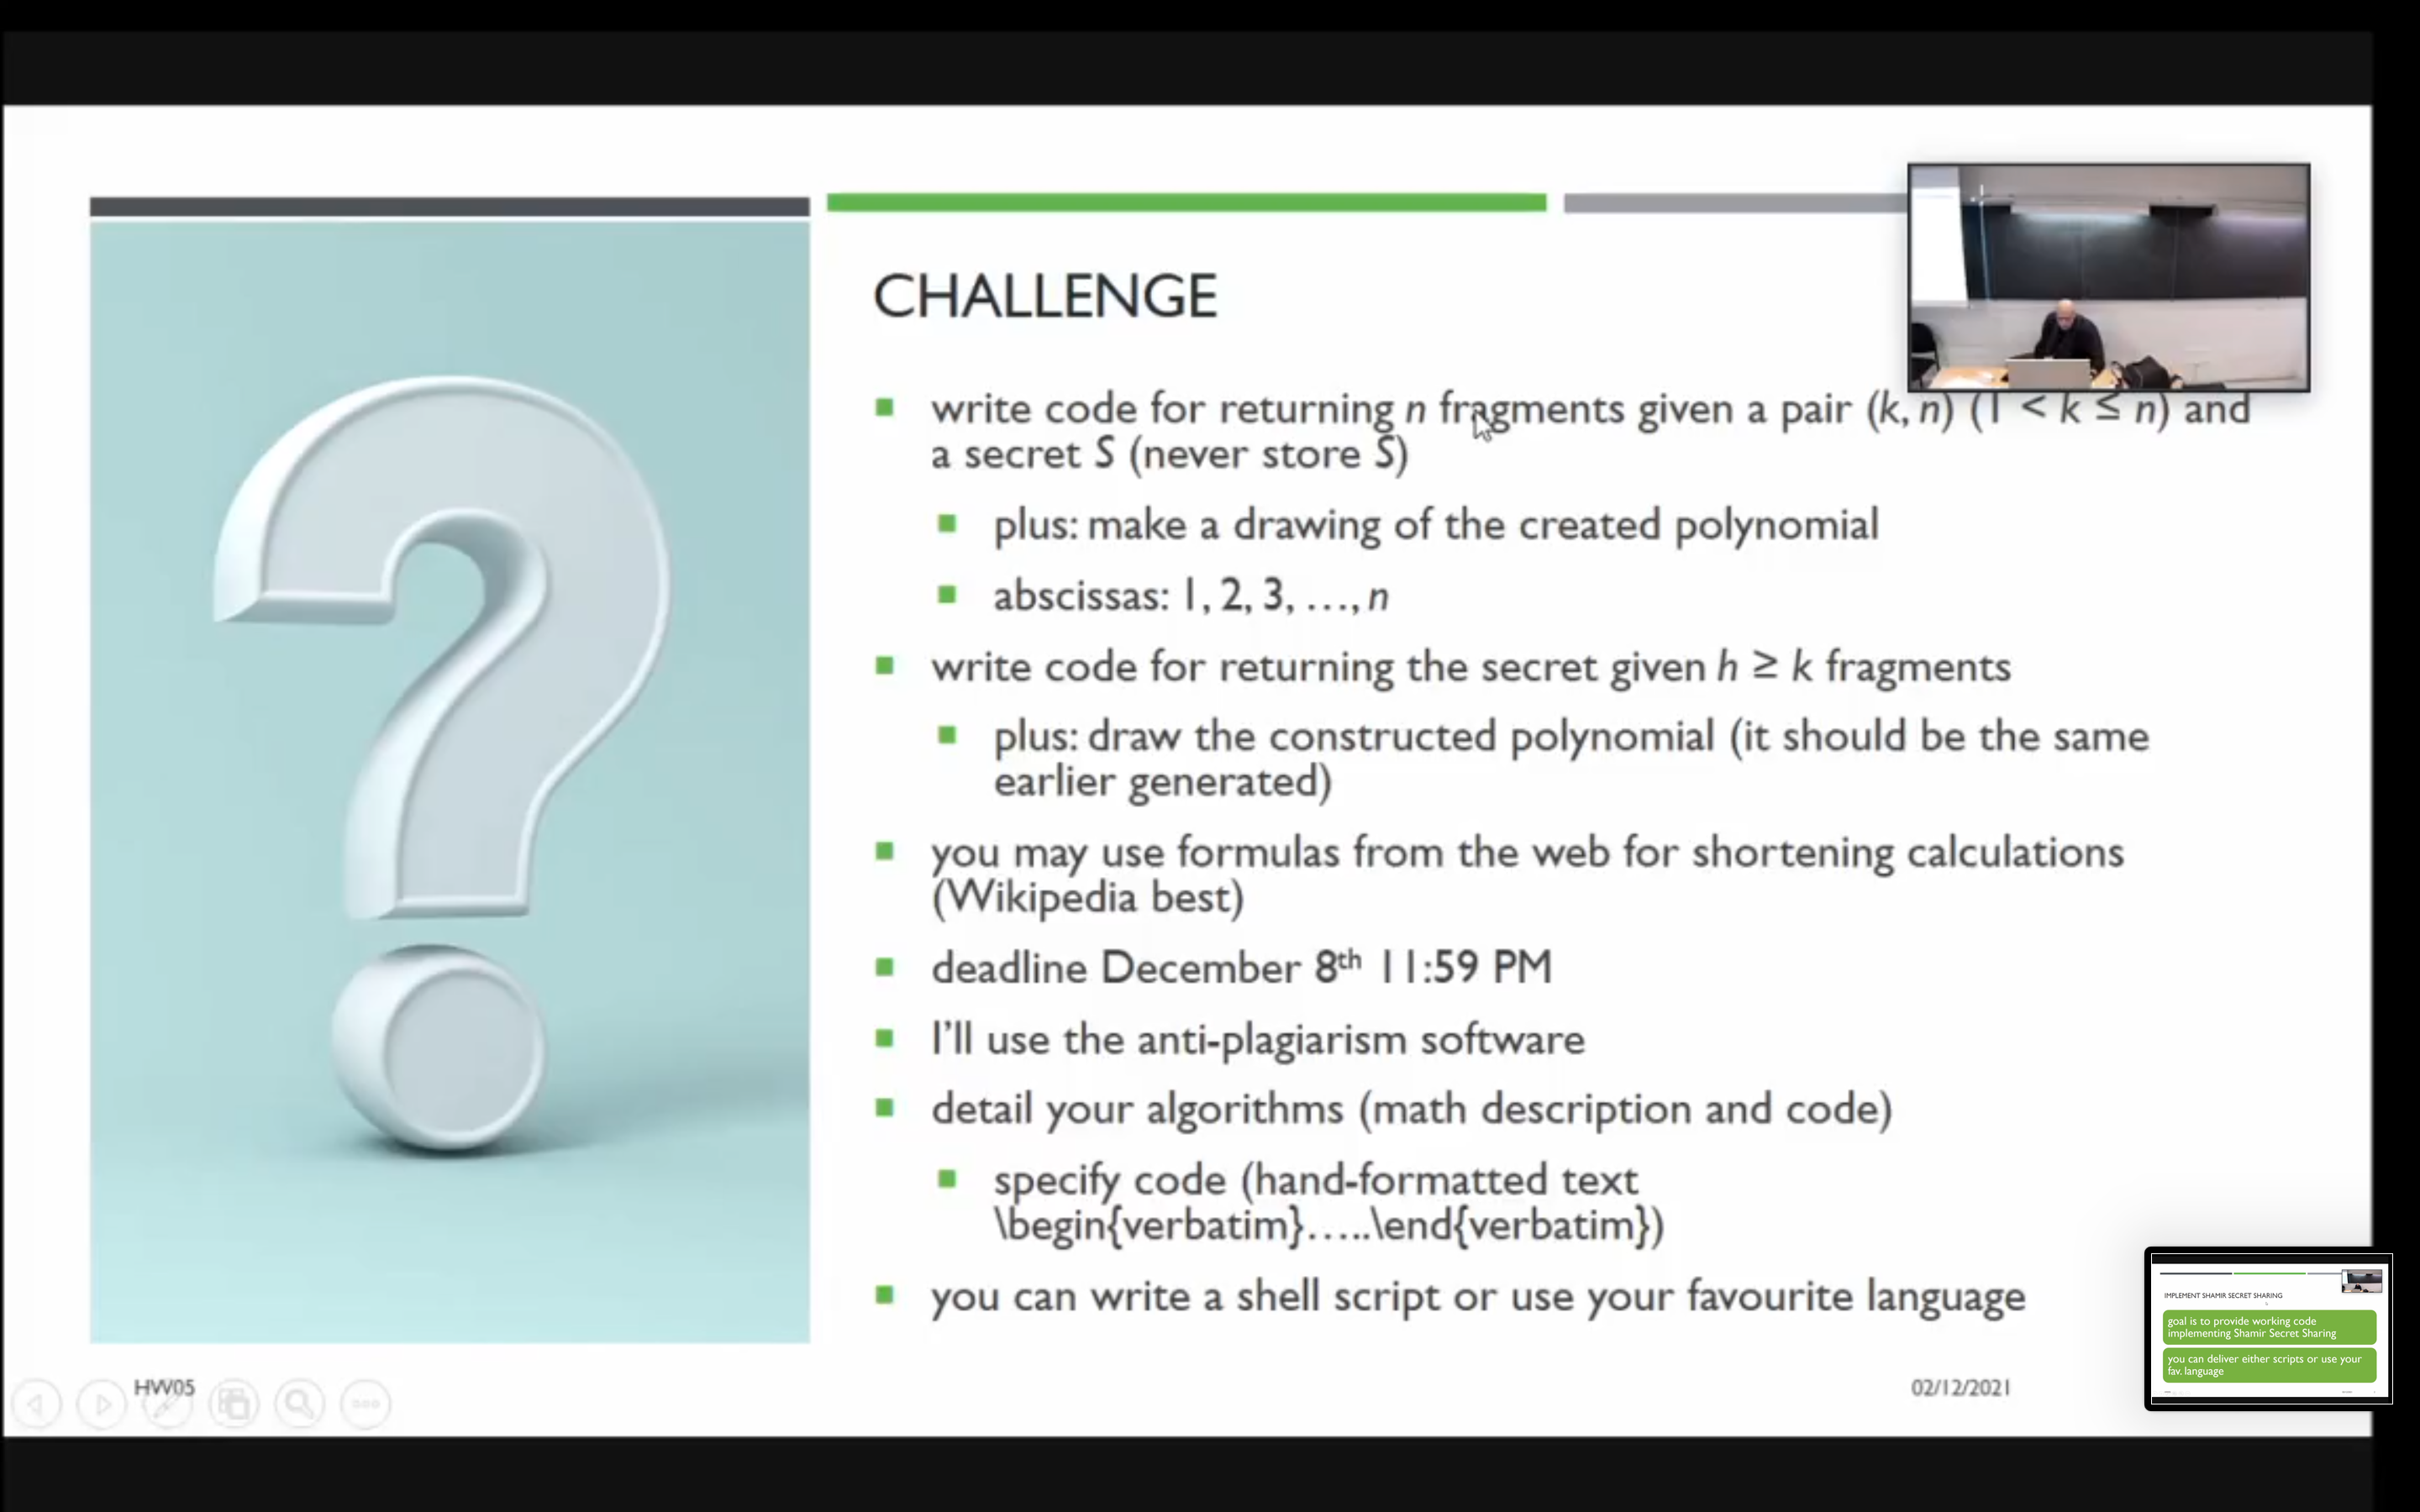 CHALLENGE
write code for returning n fragments given a pair (k, n) (1 < k ≤ n) and
a secret S (never store S)
plus: make a drawing of the created polynomial
abscissas: 1, 2, 3, …, n
write code for returning the secret given h ≥ k fragments
plus: draw the constructed polynomial (it should be the same
earlier generated)
you may use formulas from the web for shortening calculations
(Wikipedia best)
deadline December 8th 11:59 PM
I'll use the anti-plagiarism software
detail your algorithms (math description and code)
specify code (hand-formatted text
\begin{verbatim}…..\end{verbatim})
you can write a shell script or use your favourite language
HW05
02/12/2021
IMPLEMENT SHAMIR SECRET SHARING
goal is to provide working code
implementing Shamir Secret Sharing
you can deliver either scripts or use your
fav. language